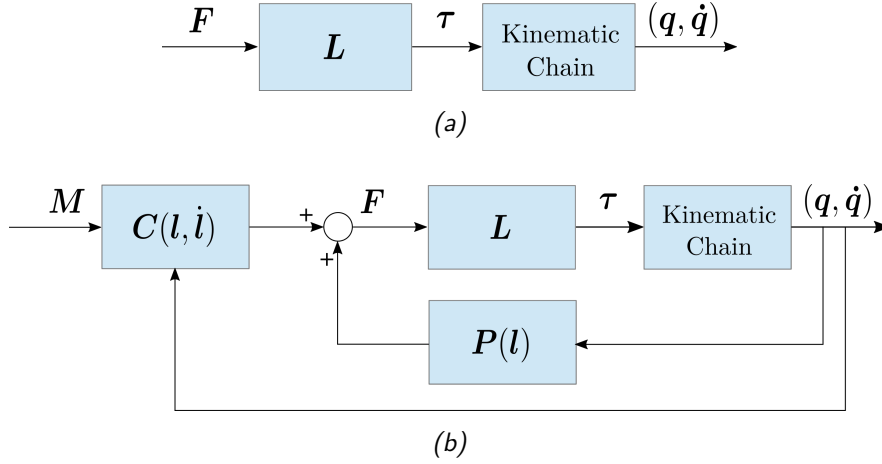 F
L
τ
Kinematic
Chain
(q, q̇)
(a)
M
C(l, l̇)
+
+
F
L
τ
Kinematic
Chain
(q, q̇)
P(l)
(b)